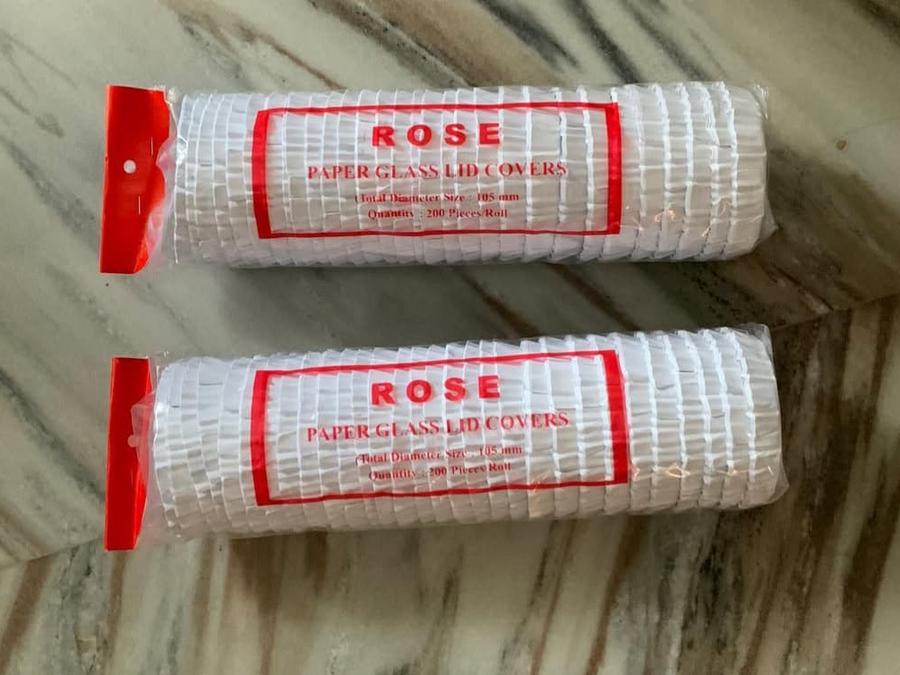 ROSE
PAPER GLASS LID COVERS
(Total Diameter Size : 105 mm
Quantity : 200 Pieces/Roll
ROSE
PAPER GLASS LID COVERS
(Total Diameter Size : 105 mm
Quantity : 200 Pieces/Roll